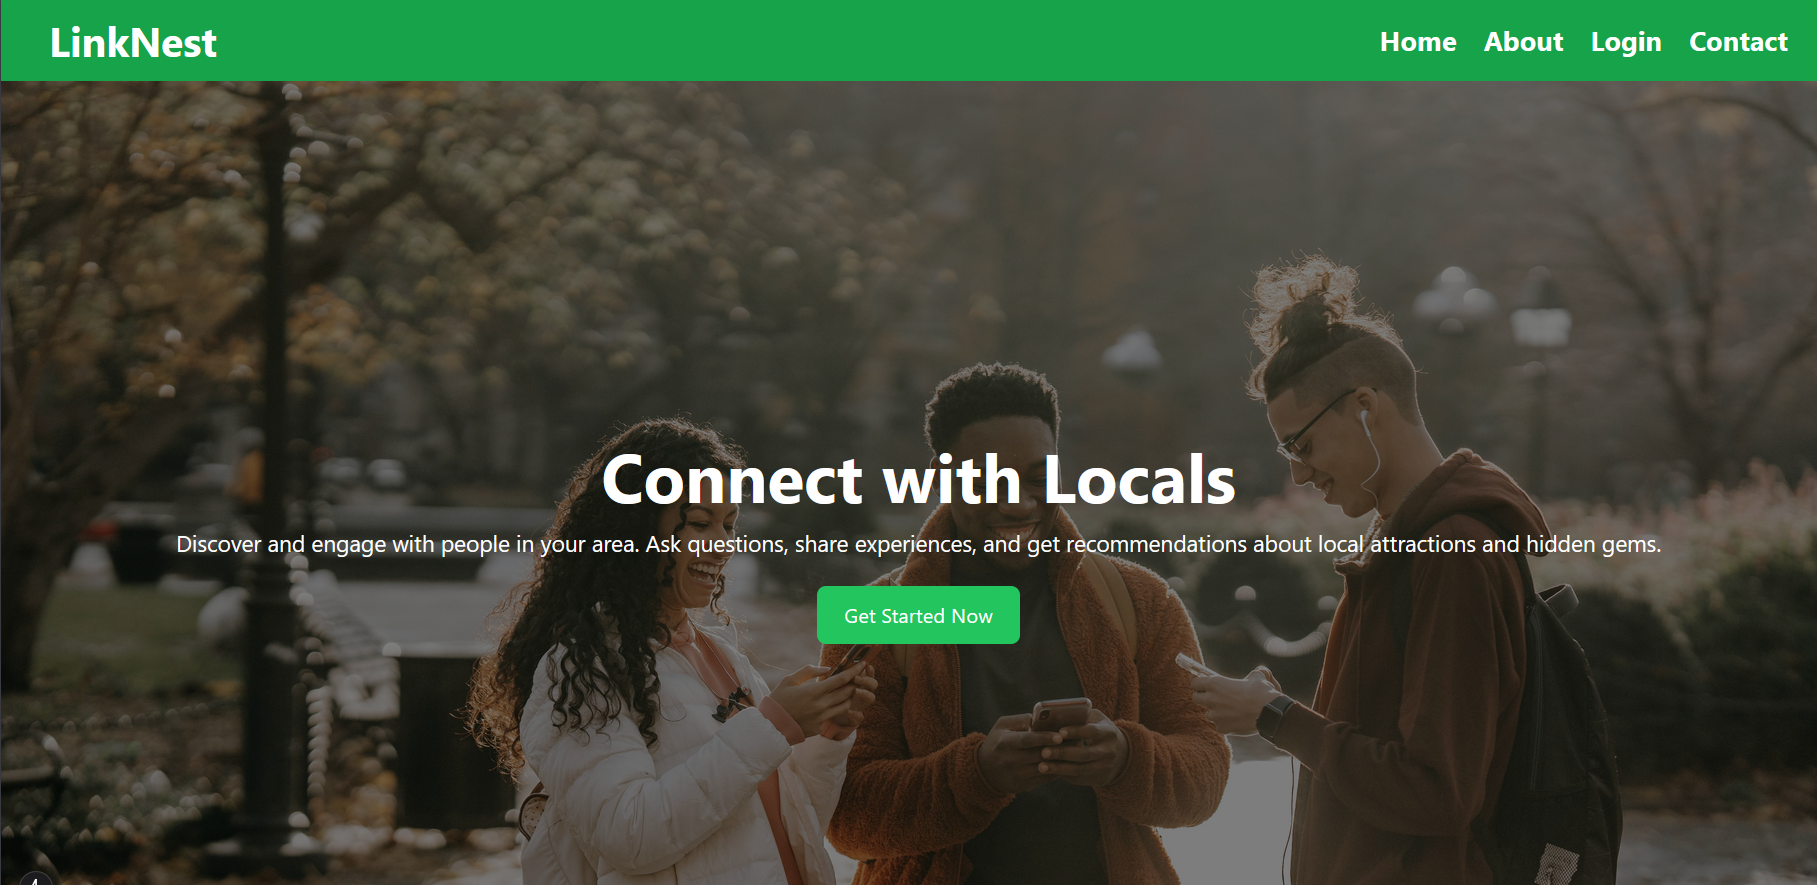 LinkNest
Home About Login Contact
Connect with Locals
Discover and engage with people in your area. Ask questions, share experiences, and get recommendations about local attractions and hidden gems.
Get Started Now